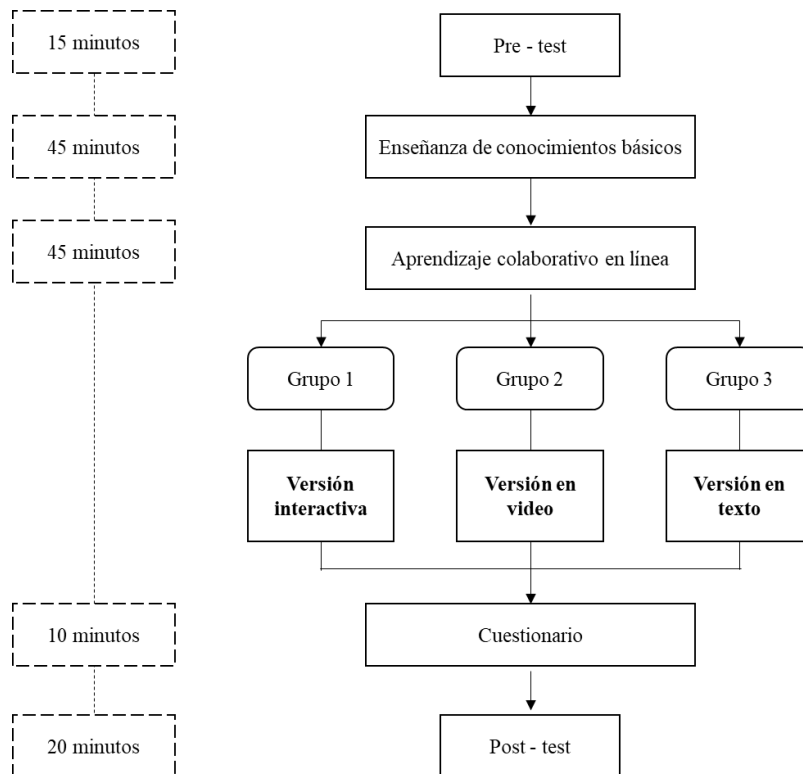 15 minutos
Pre - test
45 minutos
Enseñanza de conocimientos básicos
45 minutos
Aprendizaje colaborativo en línea
Grupo 1
Grupo 2
Grupo 3
Versión
interactiva
Versión en
video
Versión en
texto
10 minutos
Cuestionario
20 minutos
Post - test